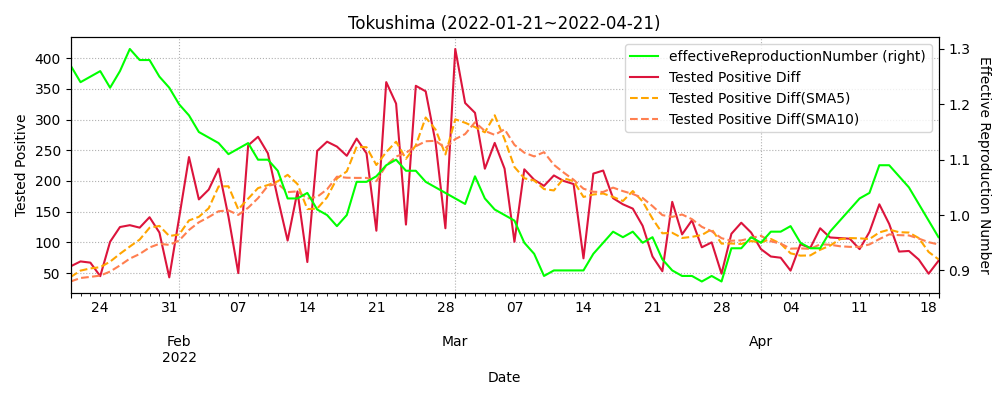 Tokushima (2022-01-21~2022-04-21)
effectiveReproductionNumber (right)
Tested Positive Diff
Tested Positive Diff(SMA5)
Tested Positive Diff(SMA10)
Tested Positive
400
350
300
250
200
150
100
50
1.3
1.2
1.1
1.0
0.9
Effective Reproduction Number
24 31 07 14 21 28 07 14 21 28 04 11 18
Feb Mar Apr
2022
Date